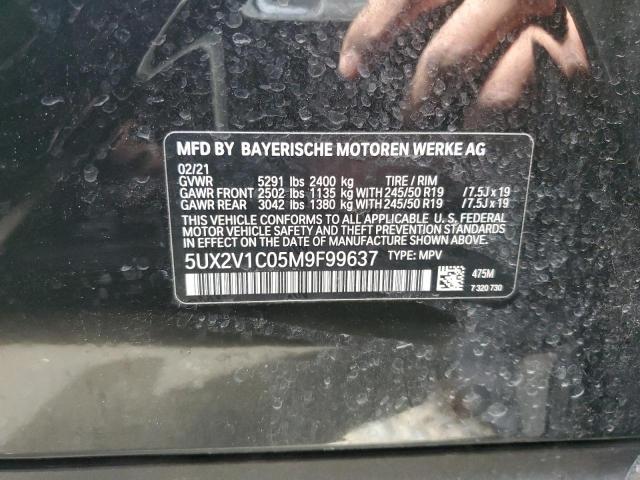 MFD BY BAYERISCHE MOTOREN WERKE AG
02/21
GVWR 5291 lbs 2400 kg TIRE / RIM
GAWR FRONT 2502 lbs 1135 kg WITH 245/50 R19 /7.5J x 19
GAWR REAR 3042 lbs 1380 kg WITH 245/50 R19 /7.5J x 19
THIS VEHICLE CONFORMS TO ALL APPLICABLE U. S. FEDERAL
MOTOR VEHICLE SAFETY, BUMPER, AND THEFT PREVENTION
STANDARDS IN EFFECT ON THE DATE OF MANUFACTURE SHOWN ABOVE.
5UX2V1C05M9F99637 TYPE: MPV
475M
7 320 730